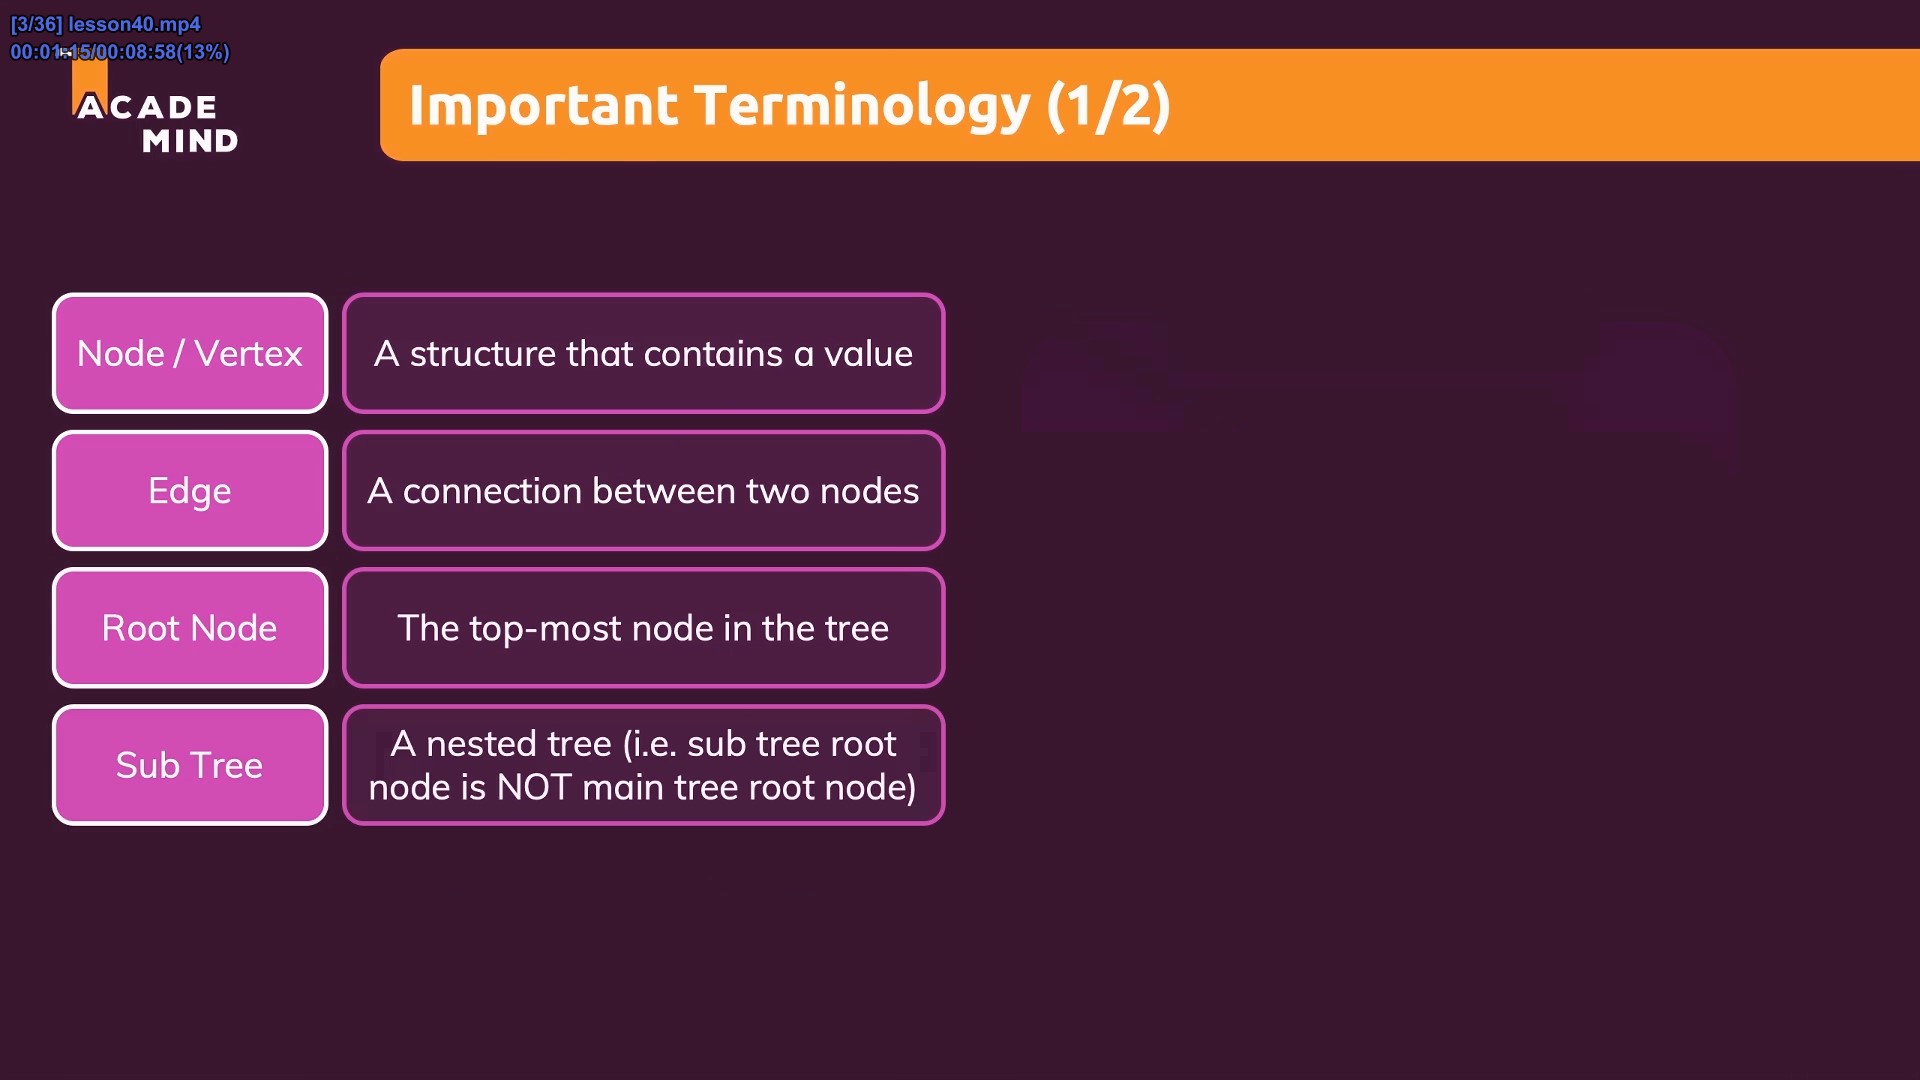 [3/36] lesson40.mp4
00:01:15/00:08:58(13%)
ACADE
MIND
Important Terminology (1/2)
Node / Vertex
A structure that contains a value
Edge
A connection between two nodes
Root Node
The top-most node in the tree
Sub Tree
A nested tree (i.e. sub tree root
node is NOT main tree root node)